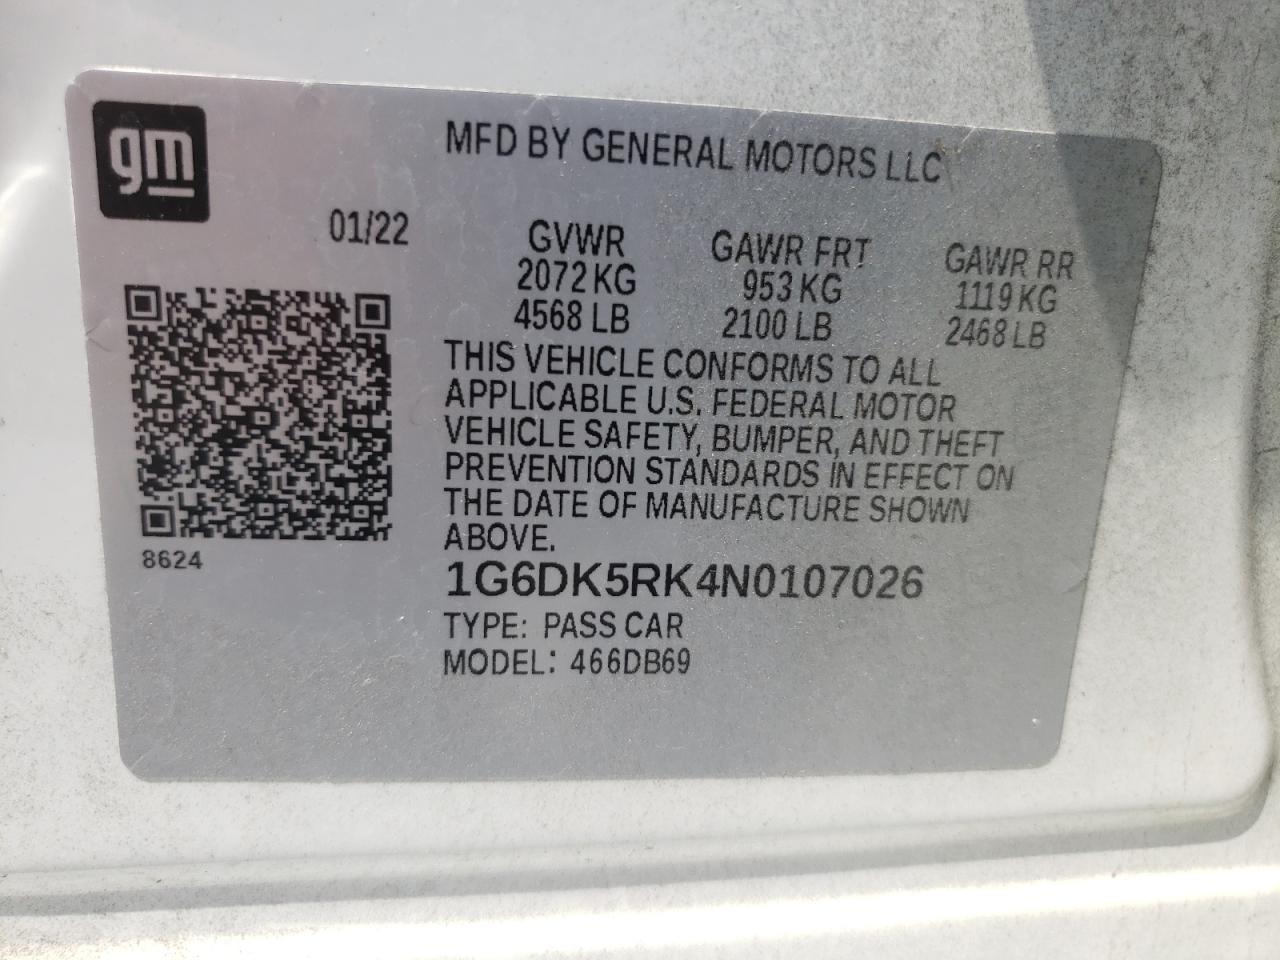 gm
MFD BY GENERAL MOTORS LLC
01/22
GVWR GAWR FRT GAWR RR
2072 KG 953 KG 1119 KG
4568 LB 2100 LB 2468 LB
THIS VEHICLE CONFORMS TO ALL
APPLICABLE U.S. FEDERAL MOTOR
VEHICLE SAFETY, BUMPER, AND THEFT
PREVENTION STANDARDS IN EFFECT ON
THE DATE OF MANUFACTURE SHOWN
ABOVE.
8624
1G6DK5RK4N0107026
TYPE: PASS CAR
MODEL: 466DB69